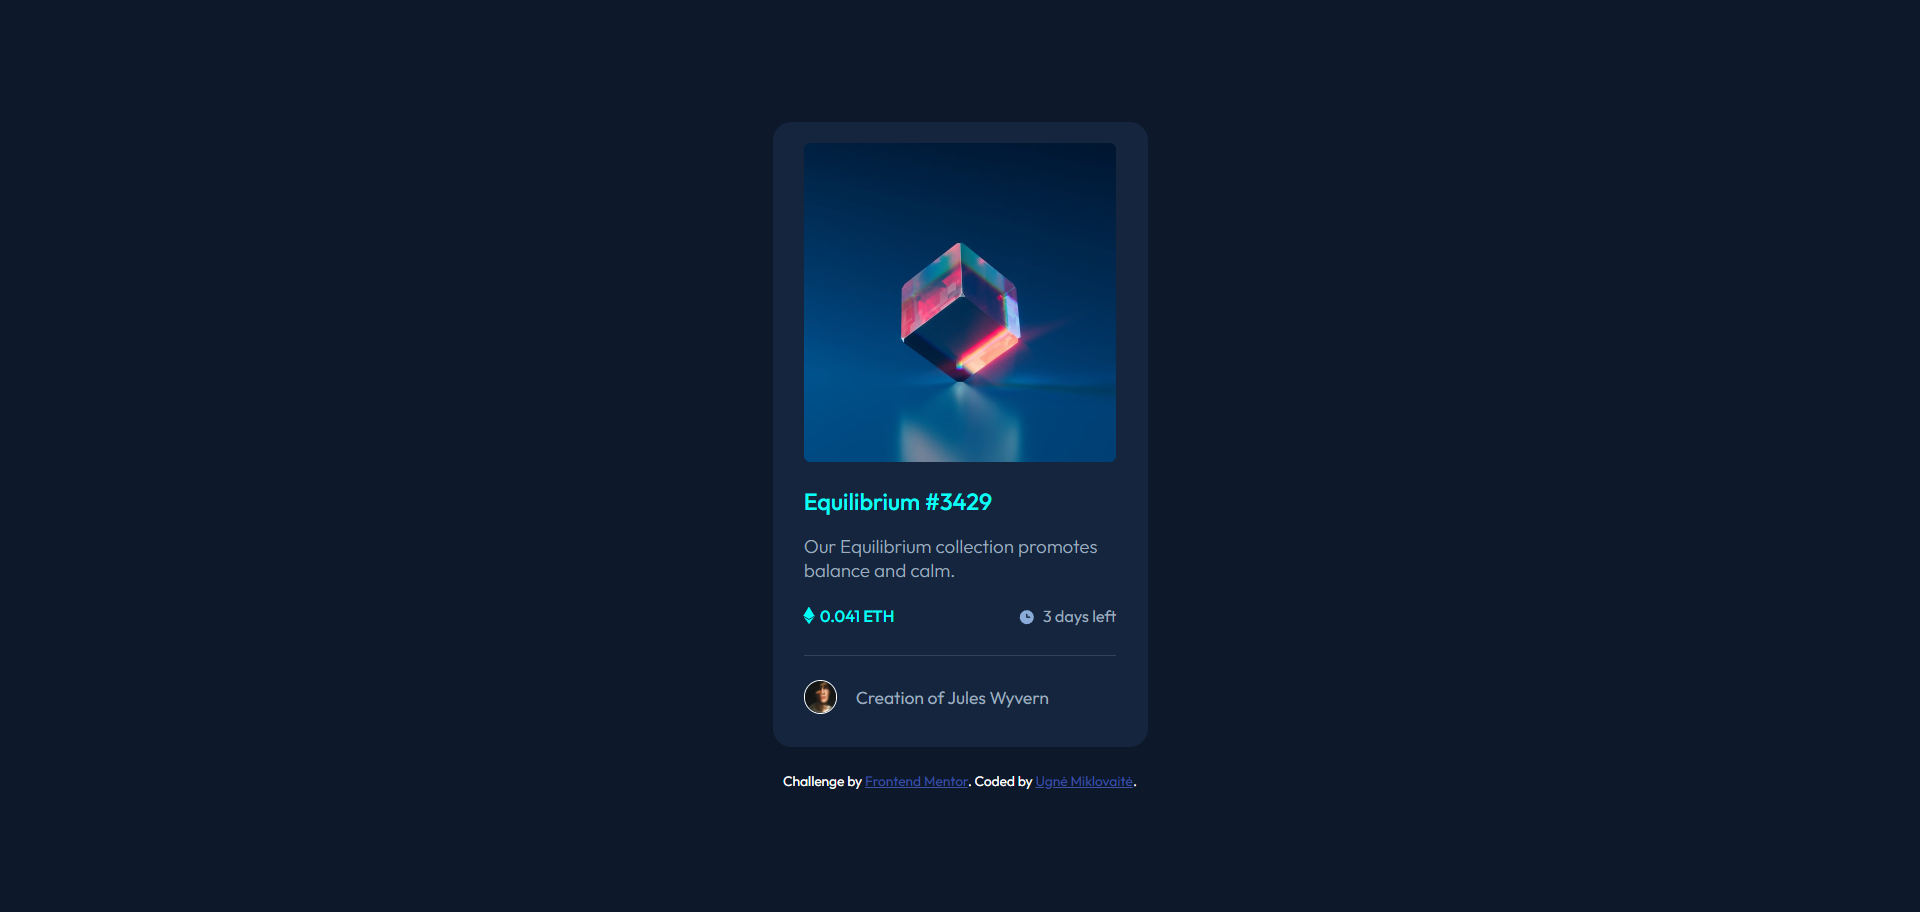 Equilibrium #3429
Our Equilibrium collection promotes
balance and calm.
0.041 ETH
3 days left
Creation of Jules Wyvern
Challenge by Frontend Mentor. Coded by Ugnė Miklovaitė.